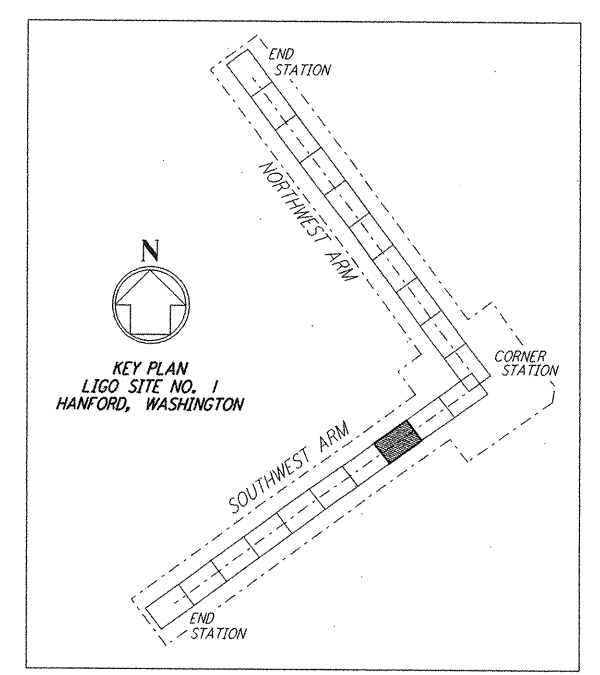 END
STATION
NORTHWEST ARM
N
KEY PLAN
LIGO SITE NO. 1
HANFORD, WASHINGTON
CORNER
STATION
SOUTHWEST ARM
END
STATION